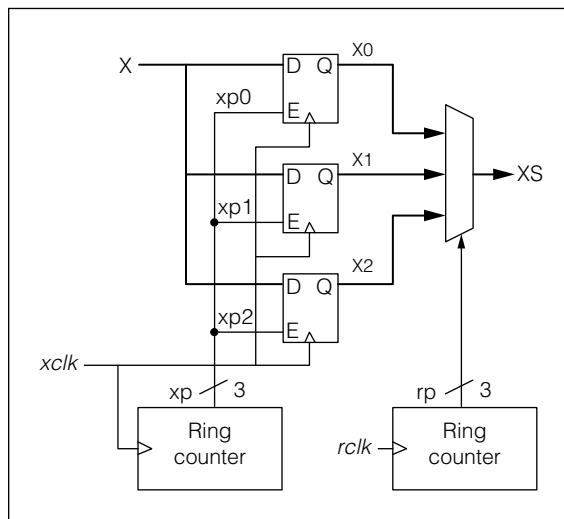 X
D Q
X0
xp0
E
D Q
X1
xp1
E
XS
D Q
X2
xp2
E
xclk
xp 3
rp 3
Ring
counter
rclk
Ring
counter